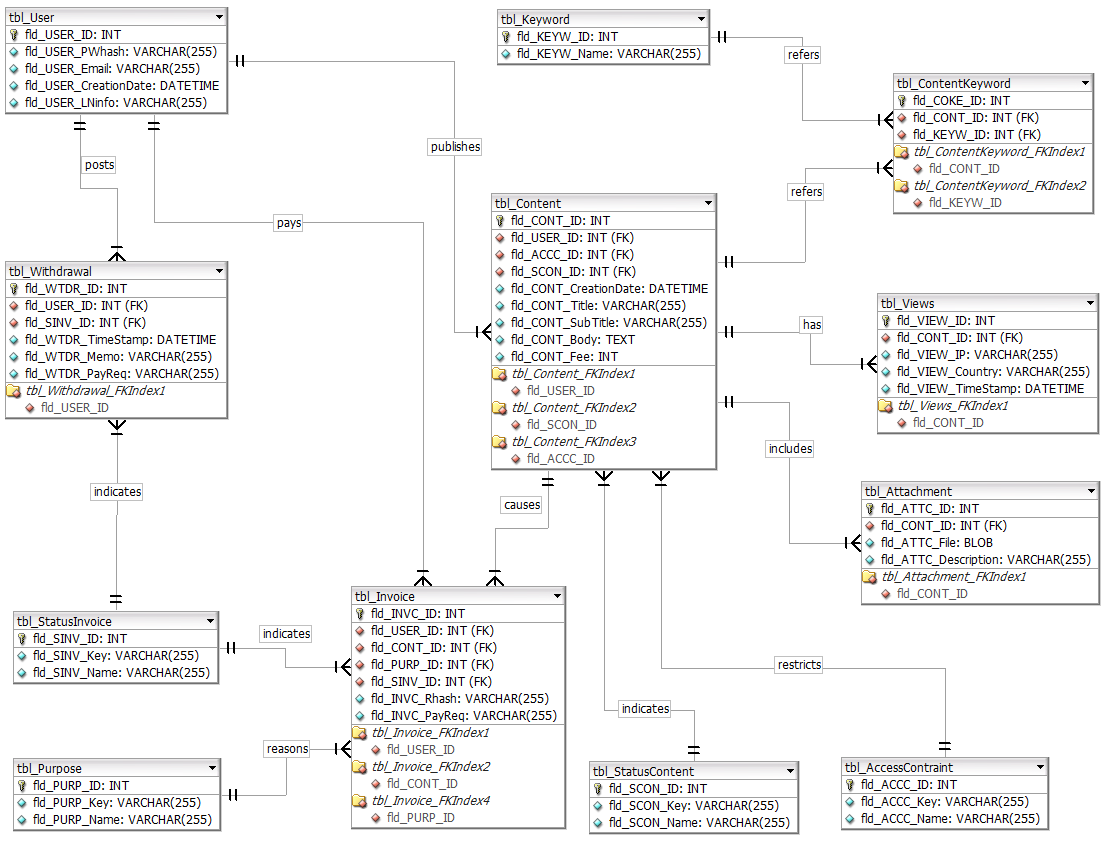 tbl_User
fld_USER_ID: INT
fld_USER_PWhash: VARCHAR(255)
fld_USER_Email: VARCHAR(255)
fld_USER_CreationDate: DATETIME
fld_USER_LNinfo: VARCHAR(255)
tbl_Keyword
fld_KEYW_ID: INT
fld_KEYW_Name: VARCHAR(255)
refers
tbl_ContentKeyword
fld_COKE_ID: INT
fld_CONT_ID: INT (FK)
fld_KEYW_ID: INT (FK)
tbl_ContentKeyword_FKIndex1
fld_CONT_ID
tbl_ContentKeyword_FKIndex2
fld_KEYW_ID
posts
publishes
refers
pays
tbl_Content
fld_CONT_ID: INT
fld_USER_ID: INT (FK)
fld_ACCC_ID: INT (FK)
fld_SCON_ID: INT (FK)
fld_CONT_CreationDate: DATETIME
fld_CONT_Title: VARCHAR(255)
fld_CONT_SubTitle: VARCHAR(255)
fld_CONT_Body: TEXT
fld_CONT_Fee: INT
tbl_Content_FKIndex1
fld_USER_ID
tbl_Content_FKIndex2
fld_SCON_ID
tbl_Content_FKIndex3
fld_ACCC_ID
tbl_Withdrawal
fld_WTDR_ID: INT
fld_USER_ID: INT (FK)
fld_SINV_ID: INT (FK)
fld_WTDR_TimeStamp: DATETIME
fld_WTDR_Memo: VARCHAR(255)
fld_WTDR_PayReq: VARCHAR(255)
tbl_Withdrawal_FKIndex1
fld_USER_ID
has
tbl_Views
fld_VIEW_ID: INT
fld_CONT_ID: INT (FK)
fld_VIEW_IP: VARCHAR(255)
fld_VIEW_Country: VARCHAR(255)
fld_VIEW_TimeStamp: DATETIME
tbl_Views_FKIndex1
fld_CONT_ID
includes
tbl_Attachment
fld_ATTC_ID: INT
fld_CONT_ID: INT (FK)
fld_ATTC_File: BLOB
fld_ATTC_Description: VARCHAR(255)
tbl_Attachment_FKIndex1
fld_CONT_ID
indicates
causes
tbl_StatusInvoice
fld_SINV_ID: INT
fld_SINV_Key: VARCHAR(255)
fld_SINV_Name: VARCHAR(255)
indicates
tbl_Invoice
fld_INVC_ID: INT
fld_USER_ID: INT (FK)
fld_CONT_ID: INT (FK)
fld_PURP_ID: INT (FK)
fld_SINV_ID: INT (FK)
fld_INVC_Rhash: VARCHAR(255)
fld_INVC_PayReq: VARCHAR(255)
tbl_Invoice_FKIndex1
fld_USER_ID
tbl_Invoice_FKIndex2
fld_CONT_ID
tbl_Invoice_FKIndex4
fld_PURP_ID
restricts
indicates
reasons
tbl_Purpose
fld_PURP_ID: INT
fld_PURP_Key: VARCHAR(255)
fld_PURP_Name: VARCHAR(255)
tbl_StatusContent
fld_SCON_ID: INT
fld_SCON_Key: VARCHAR(255)
fld_SCON_Name: VARCHAR(255)
tbl_AccessContraint
fld_ACCC_ID: INT
fld_ACCC_Key: VARCHAR(255)
fld_ACCC_Name: VARCHAR(255)